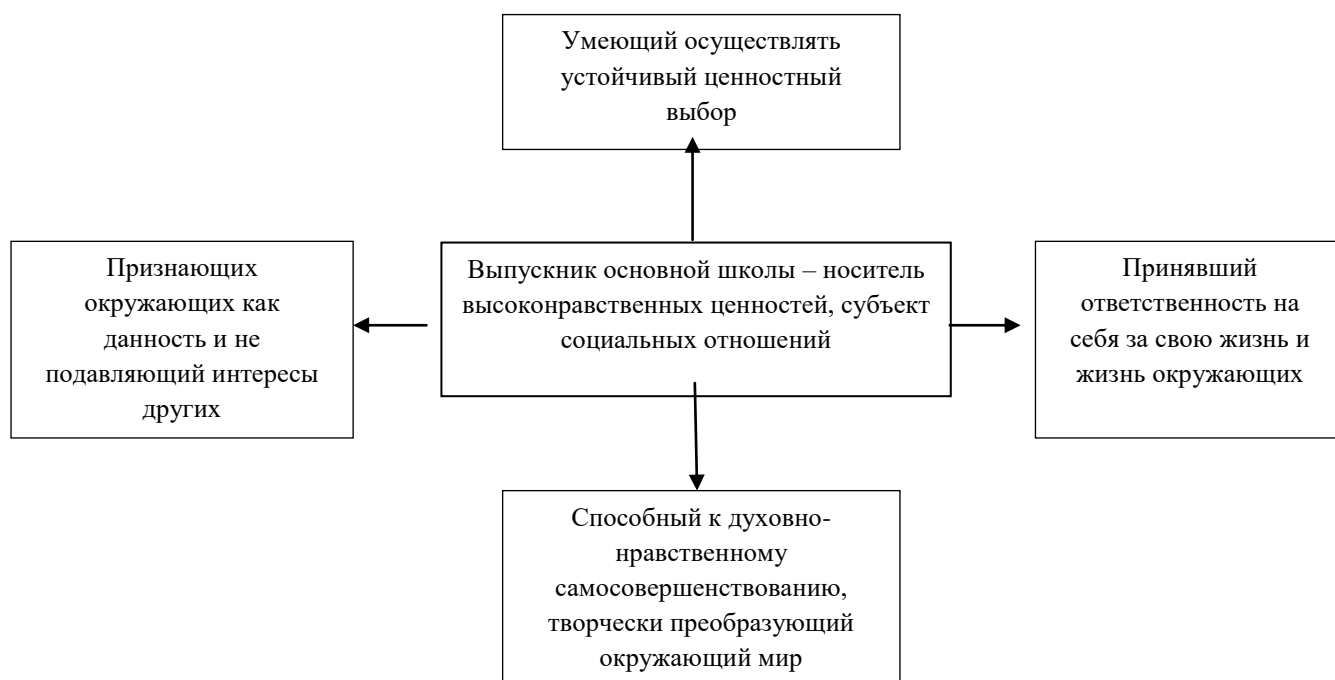 Умеющий осуществлять
устойчивый ценностный
выбор
Признающих
окружающих как
данность и не
подавляющий интересы
других
Выпускник основной школы – носитель
высоконравственных ценностей, субъект
социальных отношений
Принявший
ответственность на
себя за свою жизнь и
жизнь окружающих
Способный к духовно-
нравственному
самосовершенствованию,
творчески преобразующий
окружающий мир